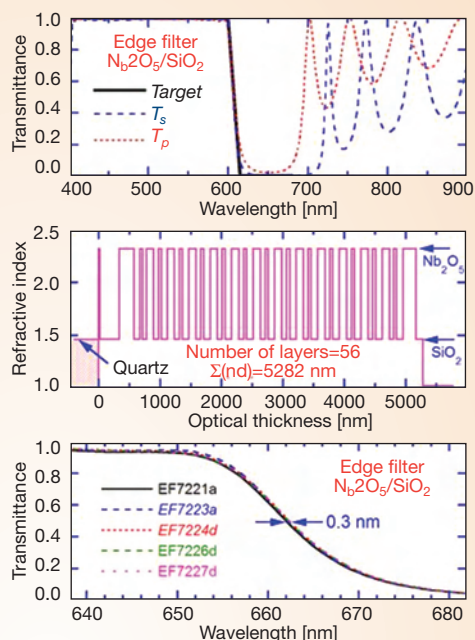 1.0
0.8
0.6
0.4
0.2
0.0
Transmittance
Edge filter
Nb2O5/SiO2
Target
Ts
Tp
400 500 600 700 800 900
Wavelength [nm]
2.5
2.0
1.5
1.0
Refractive index
Nb2O5
SiO2
Quartz
Number of layers=56
Σ(nd)=5282 nm
0 1000 2000 3000 4000 5000
Optical thickness [nm]
1.0
0.8
0.6
0.4
0.2
0.0
Transmittance
Edge filter
Nb2O5/SiO2
EF7221a
EF7223a
EF7224d
EF7226d
EF7227d
0.3 nm
640 650 660 670 680
Wavelength [nm]